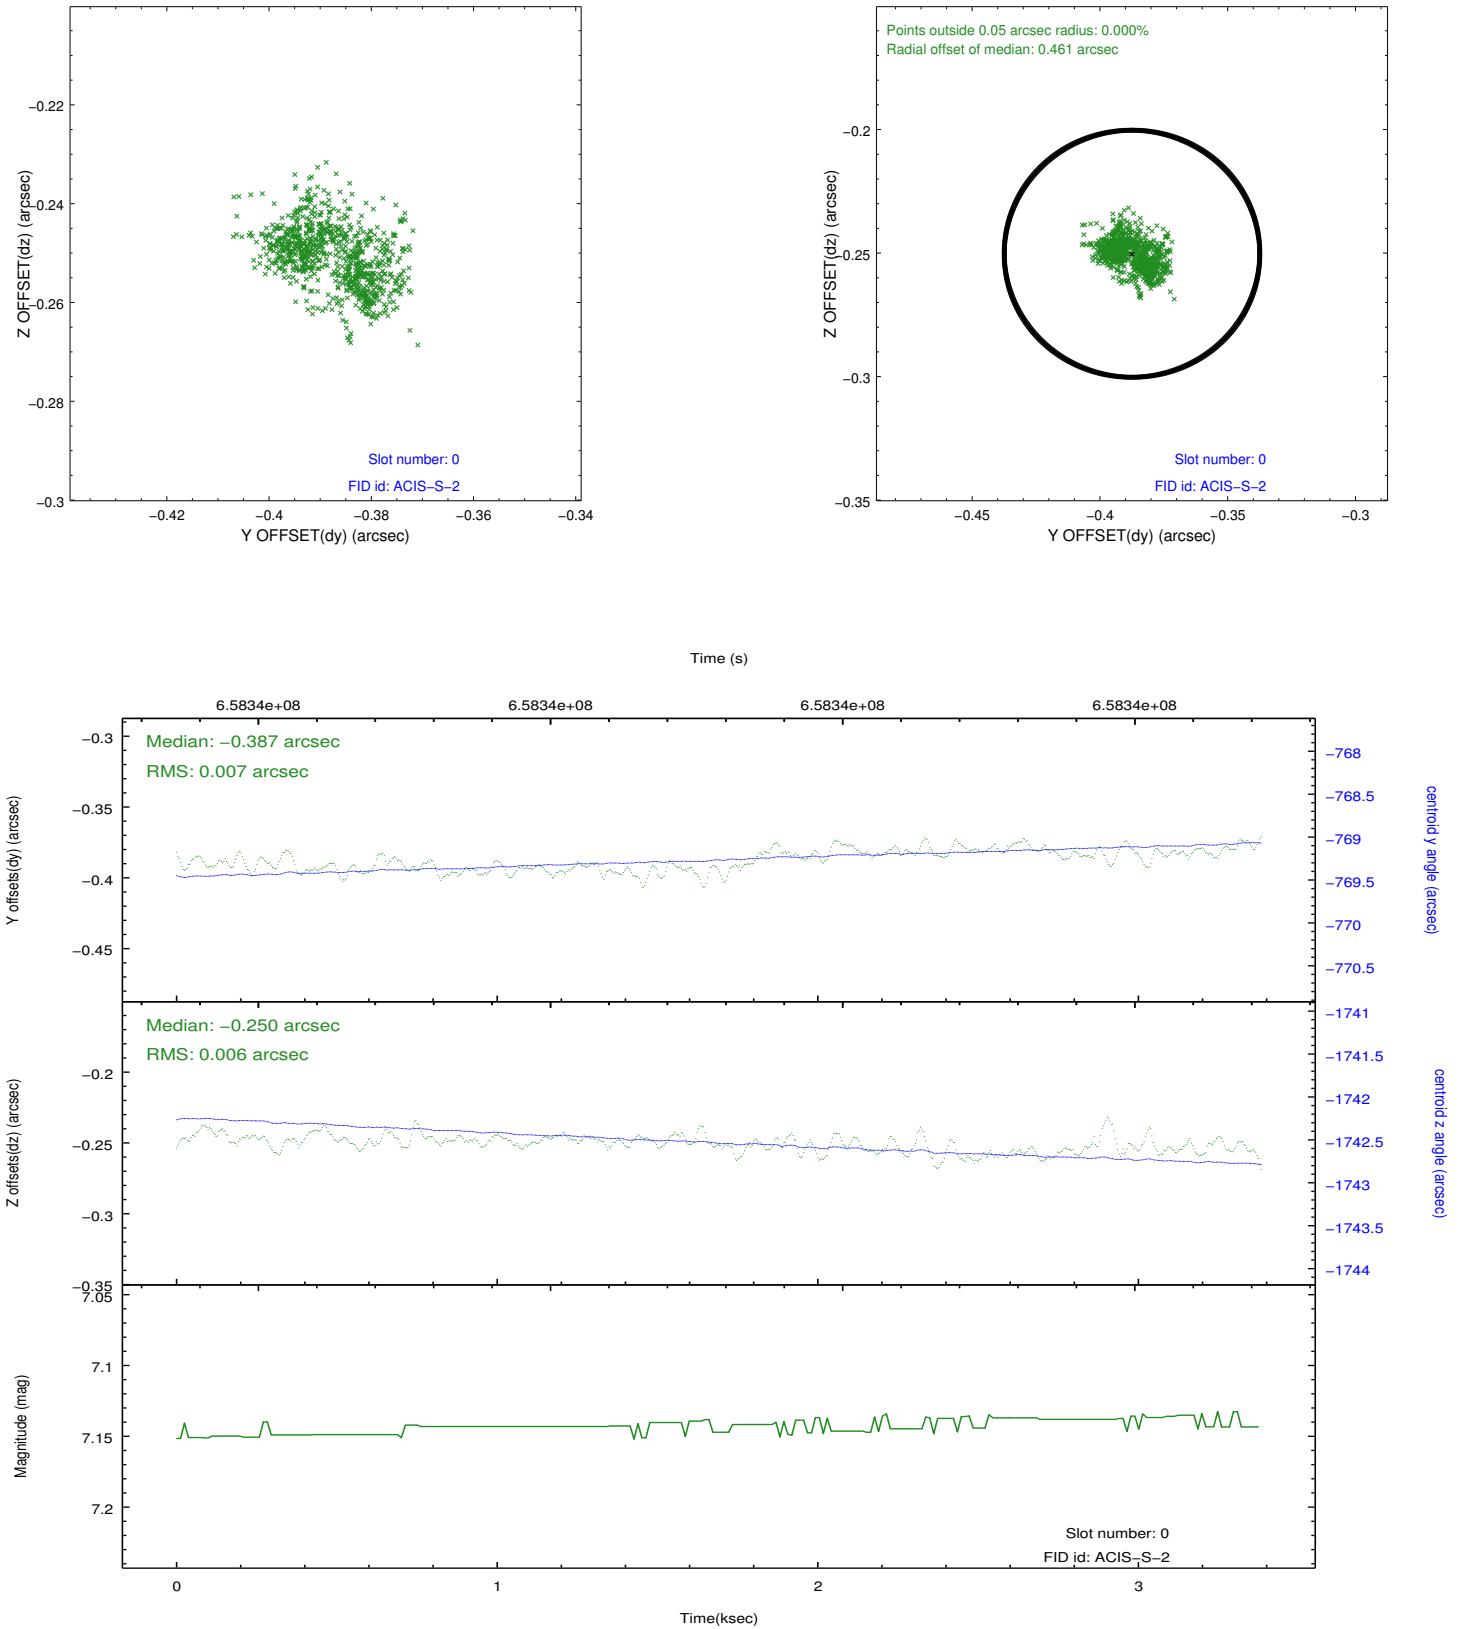 −0.22
−0.24
−0.26
−0.28
−0.3
Z OFFSET(dz) (arcsec)
Slot number: 0
FID id: ACIS−S−2
−0.42
−0.4
−0.38
−0.36
−0.34
Y OFFSET(dy) (arcsec)
Points outside 0.05 arcsec radius: 0.000%
Radial offset of median: 0.461 arcsec
−0.2
−0.25
−0.3
−0.35
Z OFFSET(dz) (arcsec)
Slot number: 0
FID id: ACIS−S−2
−0.45
−0.4
−0.35
−0.3
Y OFFSET(dy) (arcsec)
Time (s)
6.5834e+08
6.5834e+08
6.5834e+08
6.5834e+08
Median: −0.387 arcsec
RMS: 0.007 arcsec
−0.3
−0.35
−0.4
−0.45
Y offsets(dy) (arcsec)
−768
−768.5
−769
−769.5
−770
−770.5
centroid y angle (arcsec)
Median: −0.250 arcsec
RMS: 0.006 arcsec
−0.2
−0.25
−0.3
−0.35
Z offsets(dz) (arcsec)
−1741
−1741.5
−1742
−1742.5
−1743
−1743.5
−1744
centroid z angle (arcsec)
7.05
7.1
7.15
7.2
Magnitude (mag)
Slot number: 0
FID id: ACIS−S−2
0
1
2
3
Time(ksec)